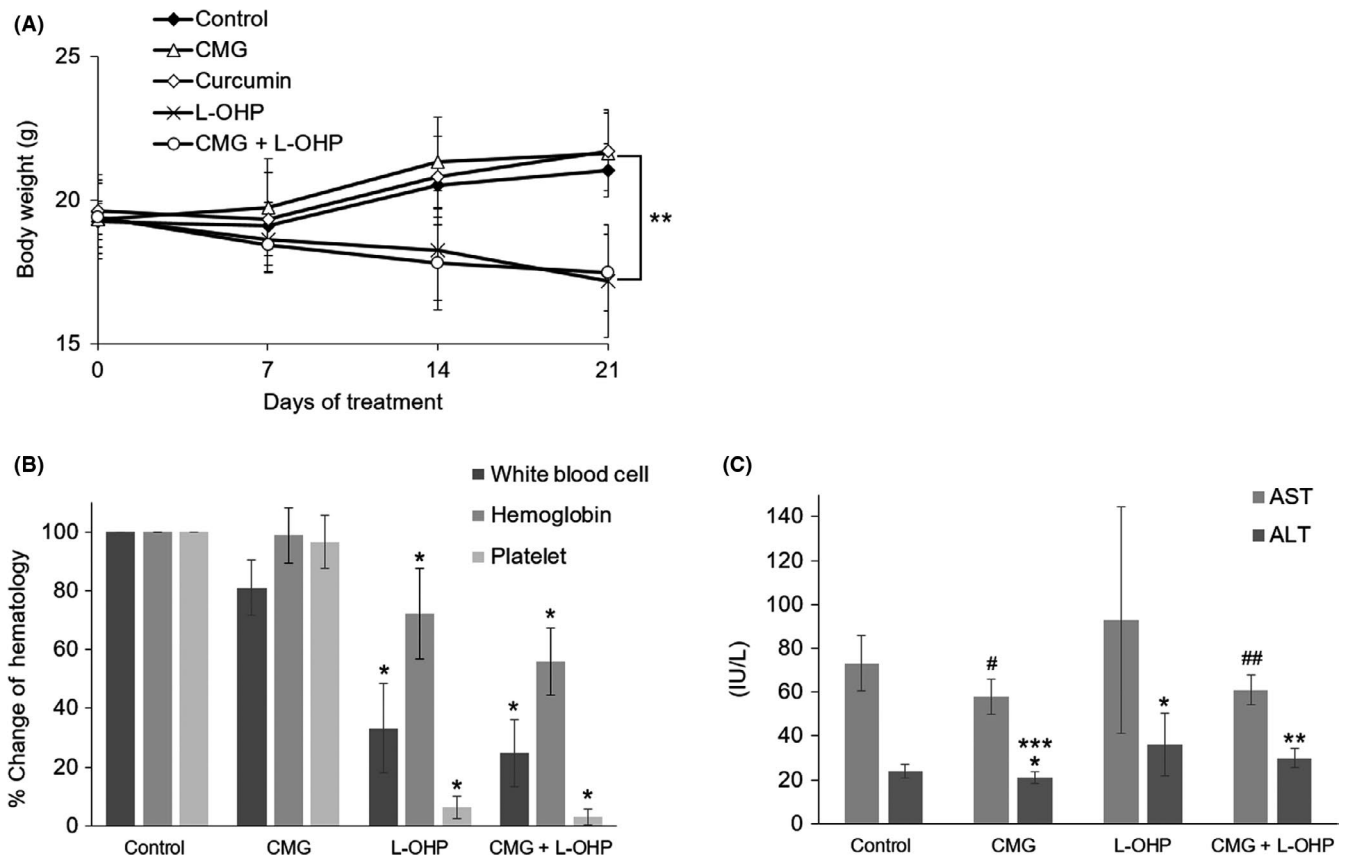 (A)
Control
CMG
Curcumin
L-OHP
CMG + L-OHP
25
20
15
Body weight (g)
0 7 14 21
Days of treatment
**
(B)
White blood cell
Hemoglobin
Platelet
% Change of hematology
100
80
60
40
20
0
* * *
* * *
Control CMG L-OHP CMG + L-OHP
(C)
AST
ALT
(IU/L)
140
120
100
80
60
40
20
0
#
***
*
*
##
**
Control CMG L-OHP CMG + L-OHP